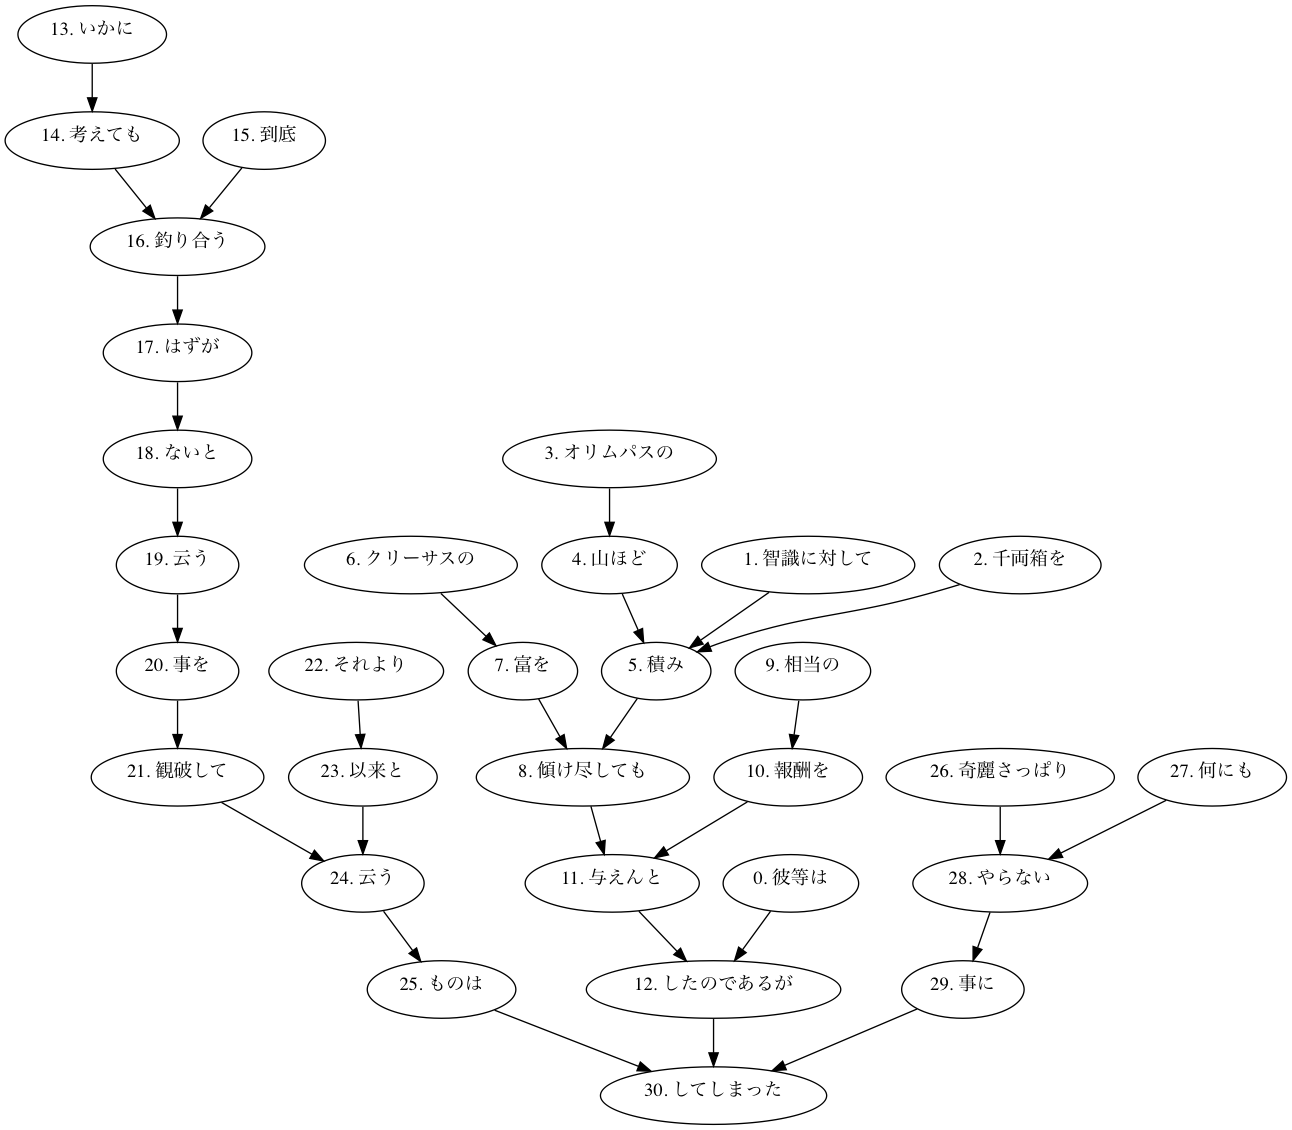 13. いかに
14. 考えても
15. 到底
16. 釣り合う
17. はずが
18. ないと
3. オリムパスの
19. 云う
6. クリーサスの
4. 山ほど
1. 智識に対して
2. 千両箱を
20. 事を
22. それより
7. 富を
5. 積み
9. 相当の
21. 観破して
23. 以来と
8. 傾け尽しても
10. 報酬を
26. 奇麗さっぱり
27. 何にも
24. 云う
11. 与えんと
0. 彼等は
28. やらない
25. ものは
12. したのであるが
29. 事に
30. してしまった